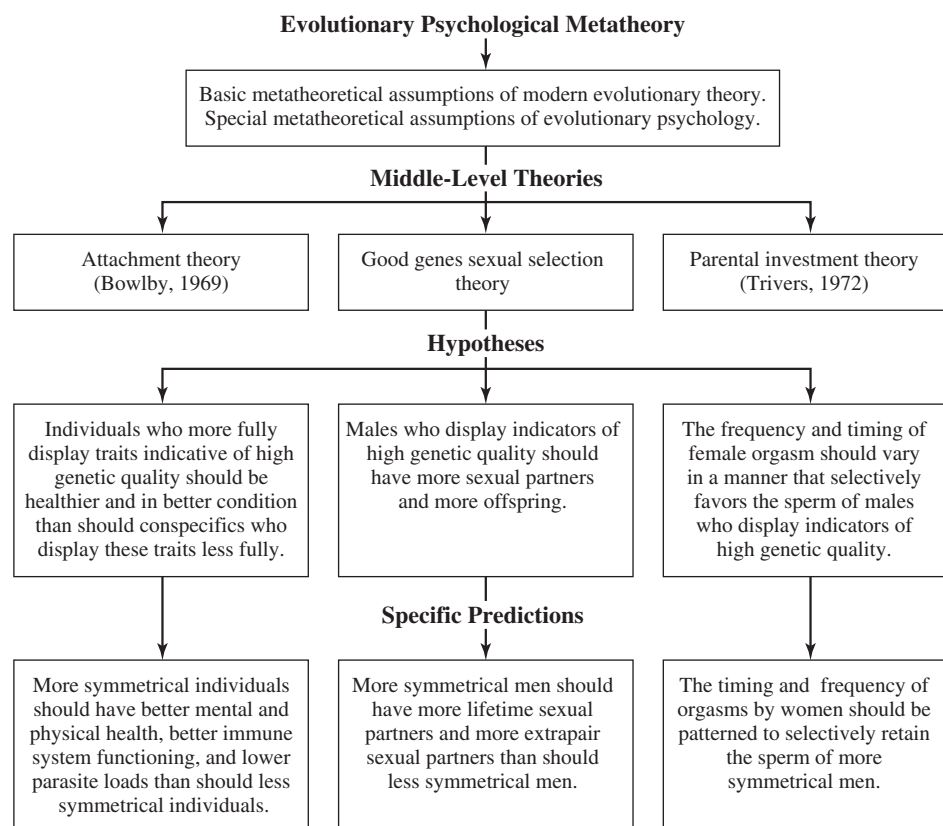 Evolutionary Psychological Metatheory
Basic metatheoretical assumptions of modern evolutionary theory.
Special metatheoretical assumptions of evolutionary psychology.
Middle-Level Theories
Attachment theory
(Bowlby, 1969)
Good genes sexual selection
theory
Parental investment theory
(Trivers, 1972)
Hypotheses
Individuals who more fully
display traits indicative of high
genetic quality should be
healthier and in better condition
than should conspecifics who
display these traits less fully.
Males who display indicators of
high genetic quality should
have more sexual partners
and more offspring.
The frequency and timing of
female orgasm should vary
in a manner that selectively
favors the sperm of males
who display indicators of
high genetic quality.
Specific Predictions
More symmetrical individuals
should have better mental and
physical health, better immune
system functioning, and lower
parasite loads than should less
symmetrical individuals.
More symmetrical men should
have more lifetime sexual
partners and more extrapair
sexual partners than should
less symmetrical men.
The timing and frequency of
orgasms by women should be
patterned to selectively retain
the sperm of more
symmetrical men.